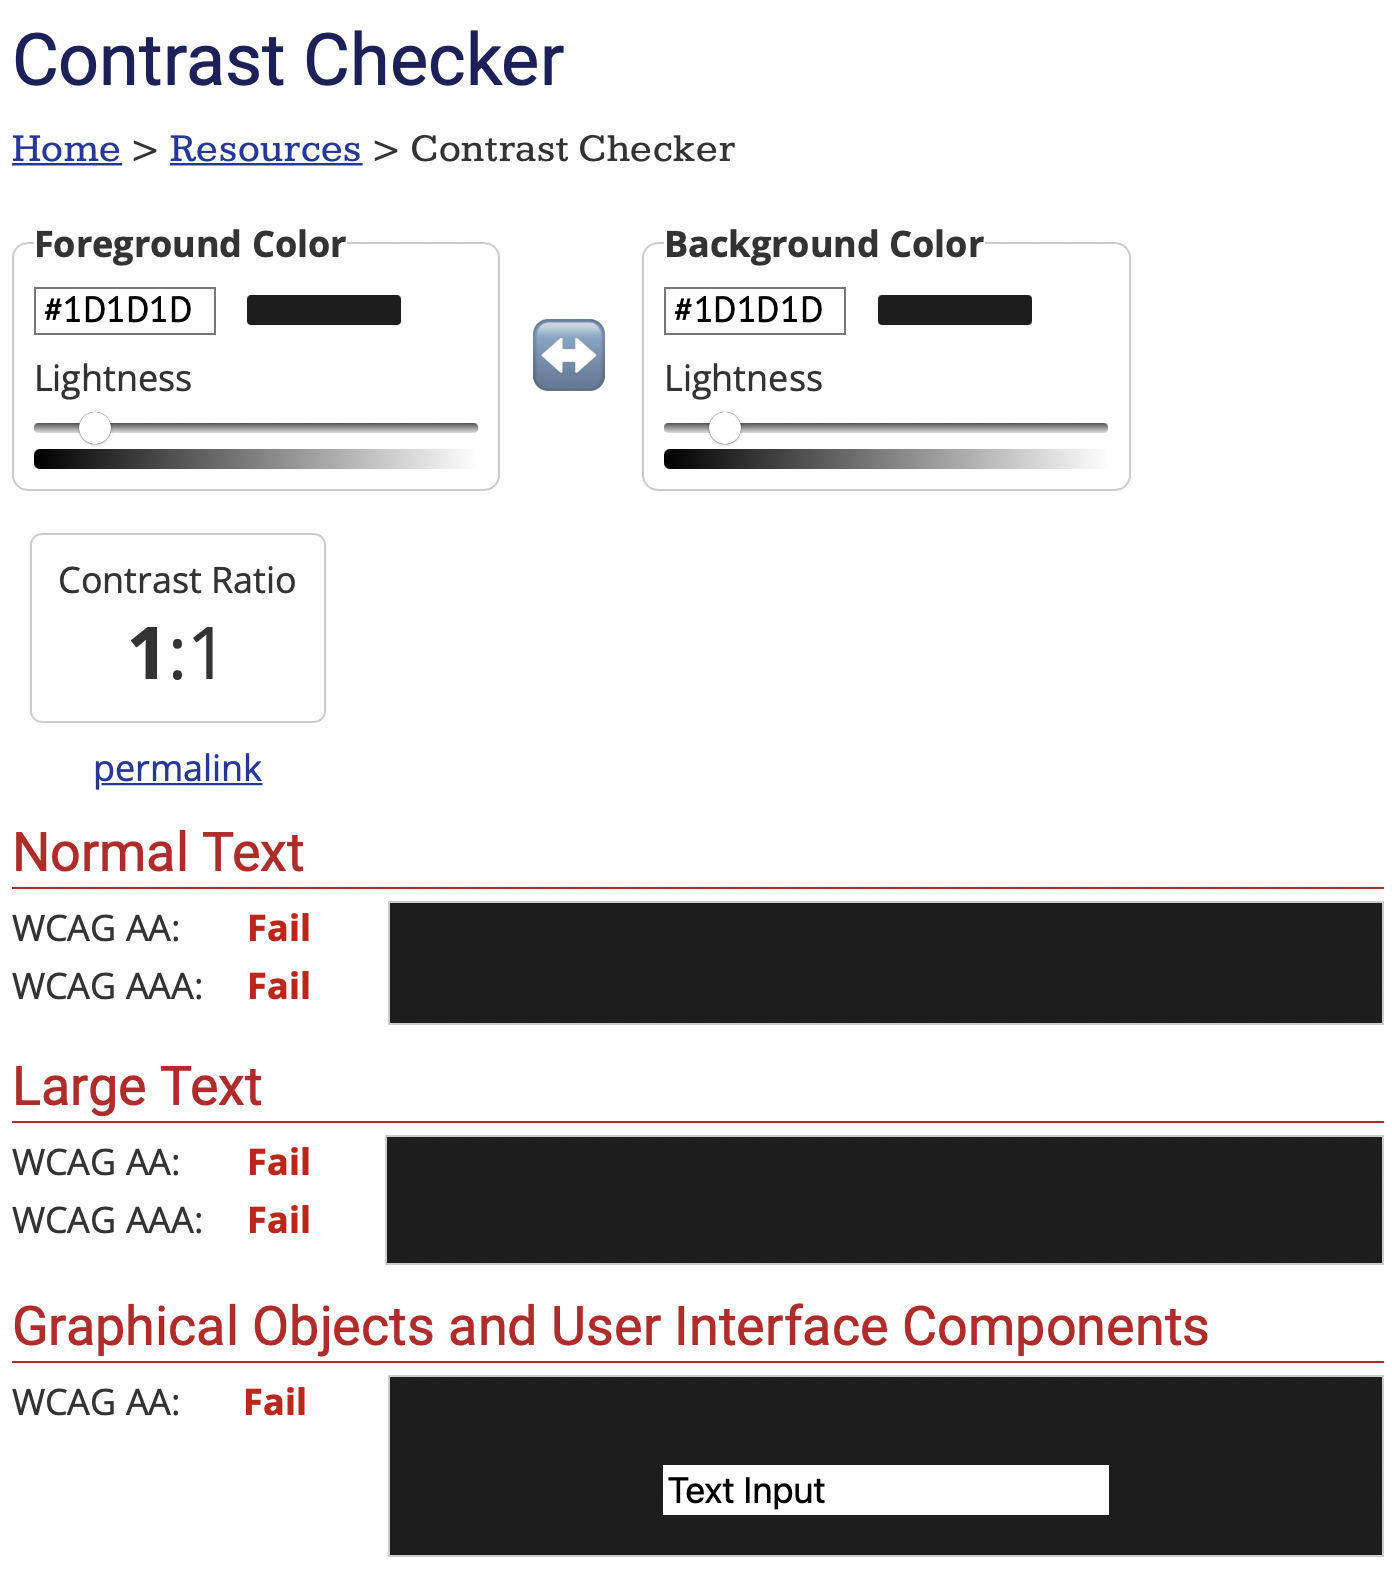 Contrast Checker
Home > Resources > Contrast Checker
Foreground Color
#1D1D1D
Lightness
Background Color
#1D1D1D
Lightness
Contrast Ratio
1:1
permalink
Normal Text
WCAG AA: Fail
WCAG AAA: Fail
Large Text
WCAG AA: Fail
WCAG AAA: Fail
Graphical Objects and User Interface Components
WCAG AA: Fail
Text Input